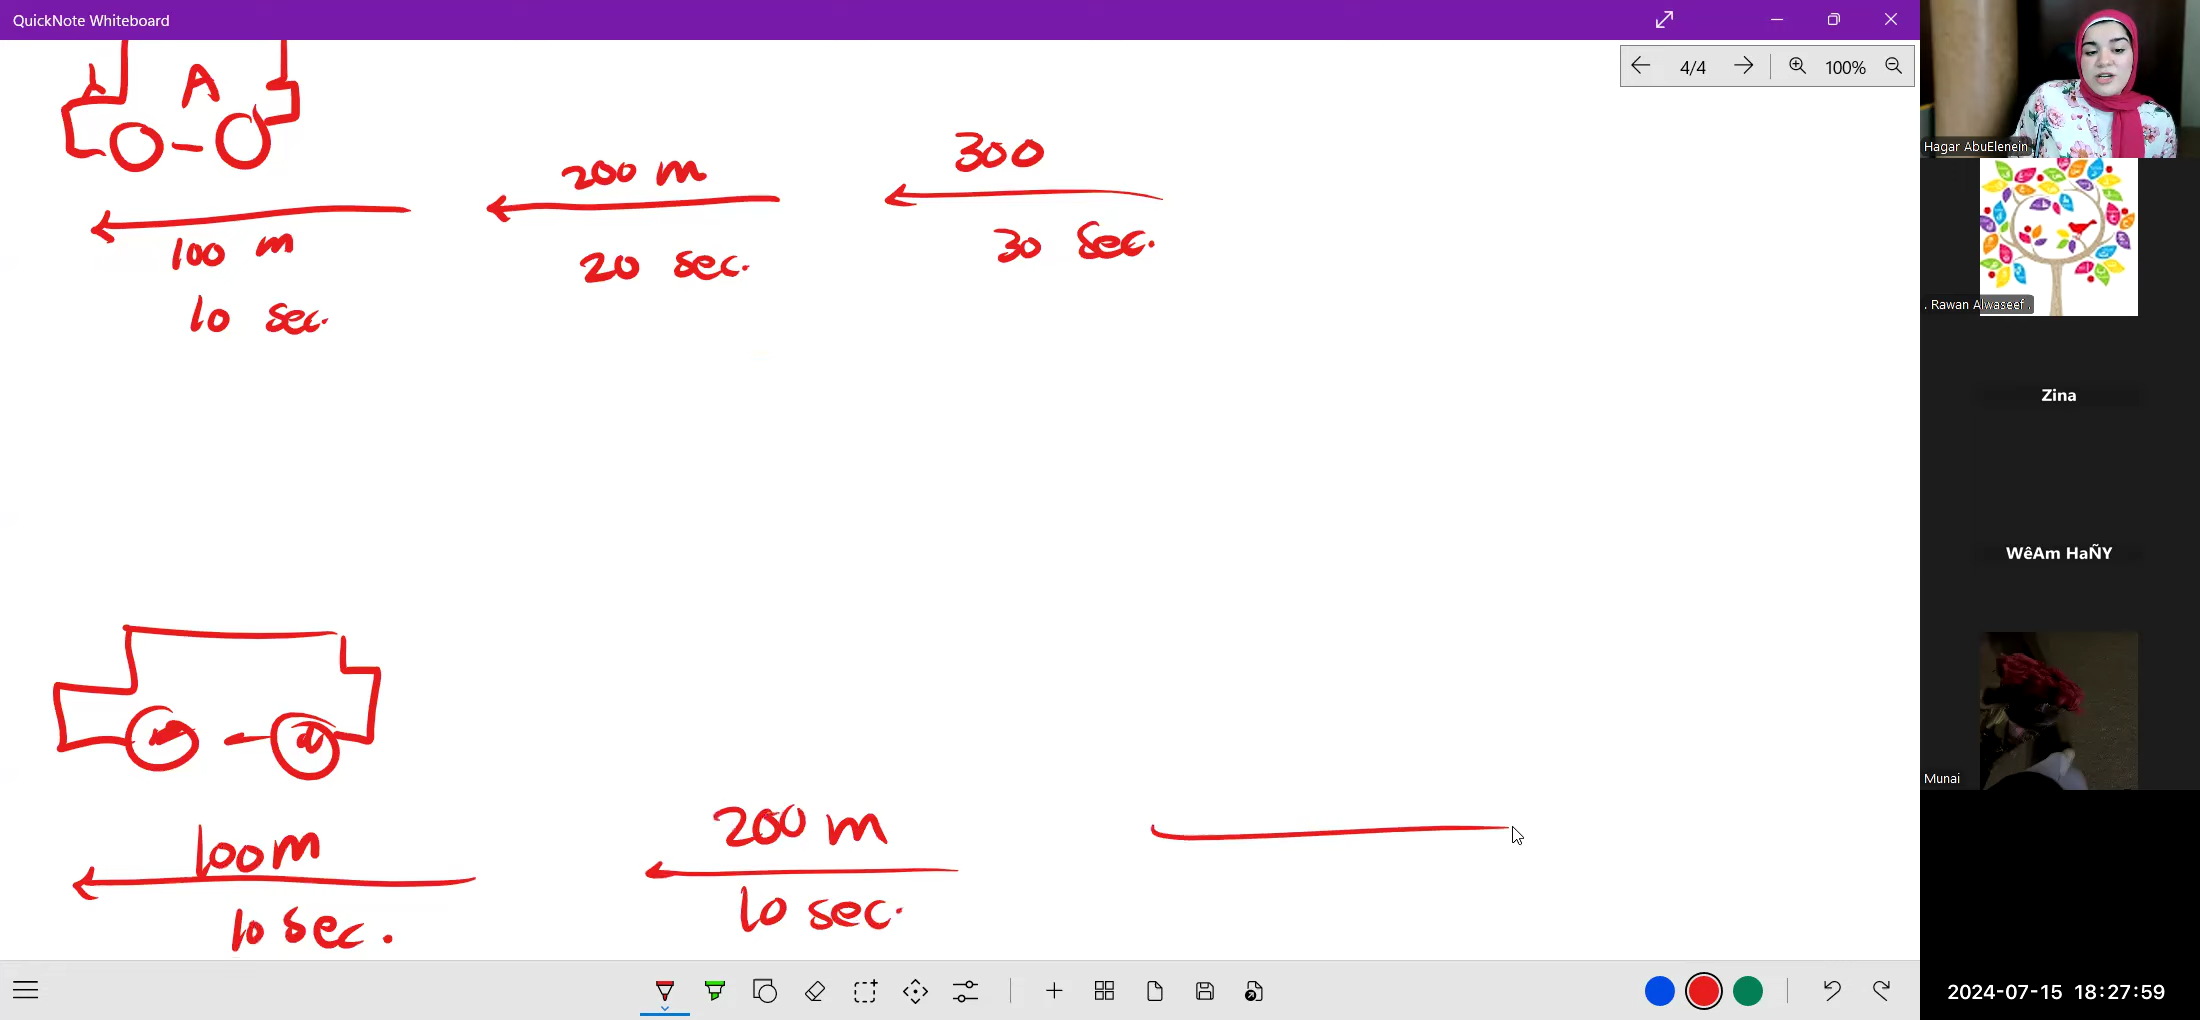 QuickNote Whiteboard
4/4
100%
A
200 m
300
100 m
20 sec.
30 sec.
10 sec.
100m
10 sec.
200 m
10 sec.
Hagar AbuElenein
. Rawan Alwaseef .
Zina
WêAm HaÑY
Munai
2024-07-15 18:27:59